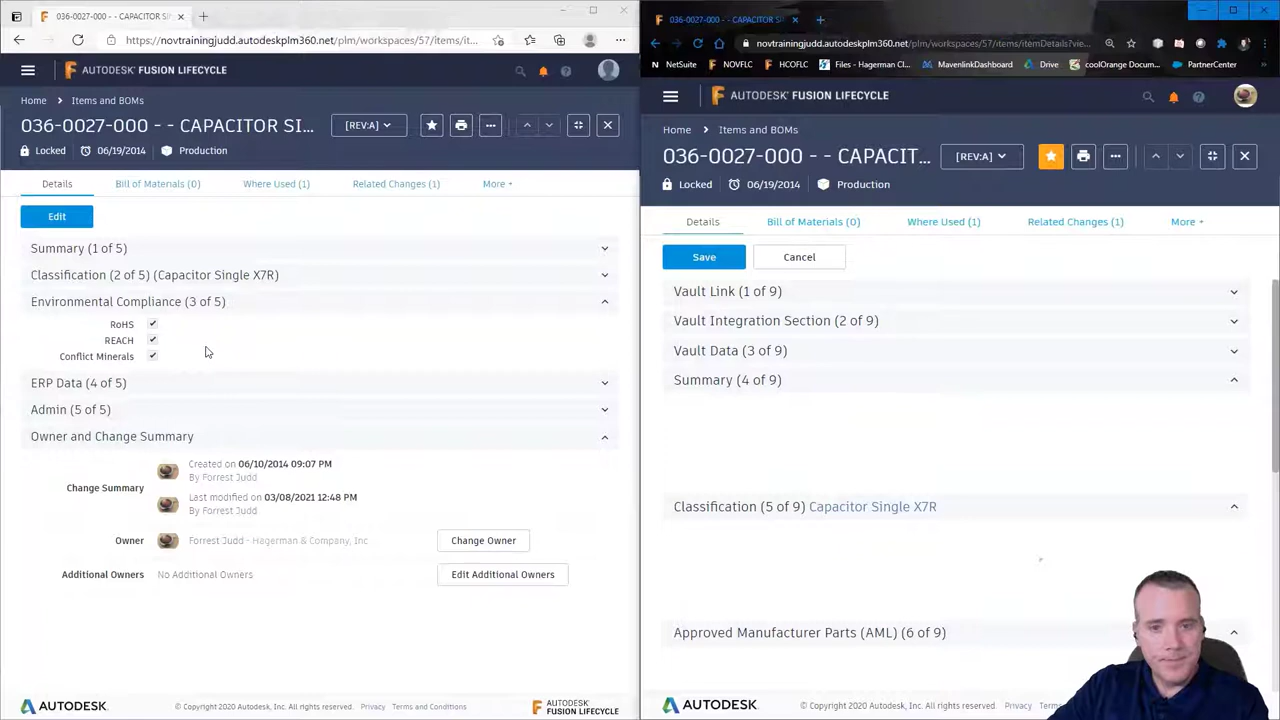 036-0027-000 - - CAPACITOR SI
https://novtrainingjudd.autodeskplm360.net/plm/workspaces/57/items/it...
AUTODESK FUSION LIFECYCLE
Home > Items and BOMs
036-0027-000 - - CAPACITOR SI... [REV:A]
Locked 06/19/2014 Production
Details Bill of Materials (0) Where Used (1) Related Changes (1) More
Edit
Summary (1 of 5)
Classification (2 of 5) (Capacitor Single X7R)
Environmental Compliance (3 of 5)
RoHS
REACH
Conflict Minerals
ERP Data (4 of 5)
Admin (5 of 5)
Owner and Change Summary
Change Summary
Created on 06/10/2014 09:07 PM
By Forrest Judd
Last modified on 03/08/2021 12:48 PM
By Forrest Judd
Owner Forrest Judd - Hagerman & Company, Inc Change Owner
Additional Owners No Additional Owners Edit Additional Owners
AUTODESK. © Copyright 2020 Autodesk, Inc. All rights reserved. Privacy Terms and Conditions AUTODESK FUSION LIFECYCLE
036-0027-000 - - CAPACITOR S
novtrainingjudd.autodeskplm360.net/plm/workspaces/57/items/itemDetails?vie...
NetSuite NOVFLC HCOFLC Files - Hagerman Cl... MavenlinkDashboard Drive coolOrange Docum... PartnerCenter
AUTODESK FUSION LIFECYCLE
Home > Items and BOMs
036-0027-000 - - CAPACIT... [REV:A]
Locked 06/19/2014 Production
Details Bill of Materials (0) Where Used (1) Related Changes (1) More
Save Cancel
Vault Link (1 of 9)
Vault Integration Section (2 of 9)
Vault Data (3 of 9)
Summary (4 of 9)
Classification (5 of 9) Capacitor Single X7R
Approved Manufacturer Parts (AML) (6 of 9)
AUTODESK. © Copyright 2020 Autodesk, Inc. All rights reserved. Privacy